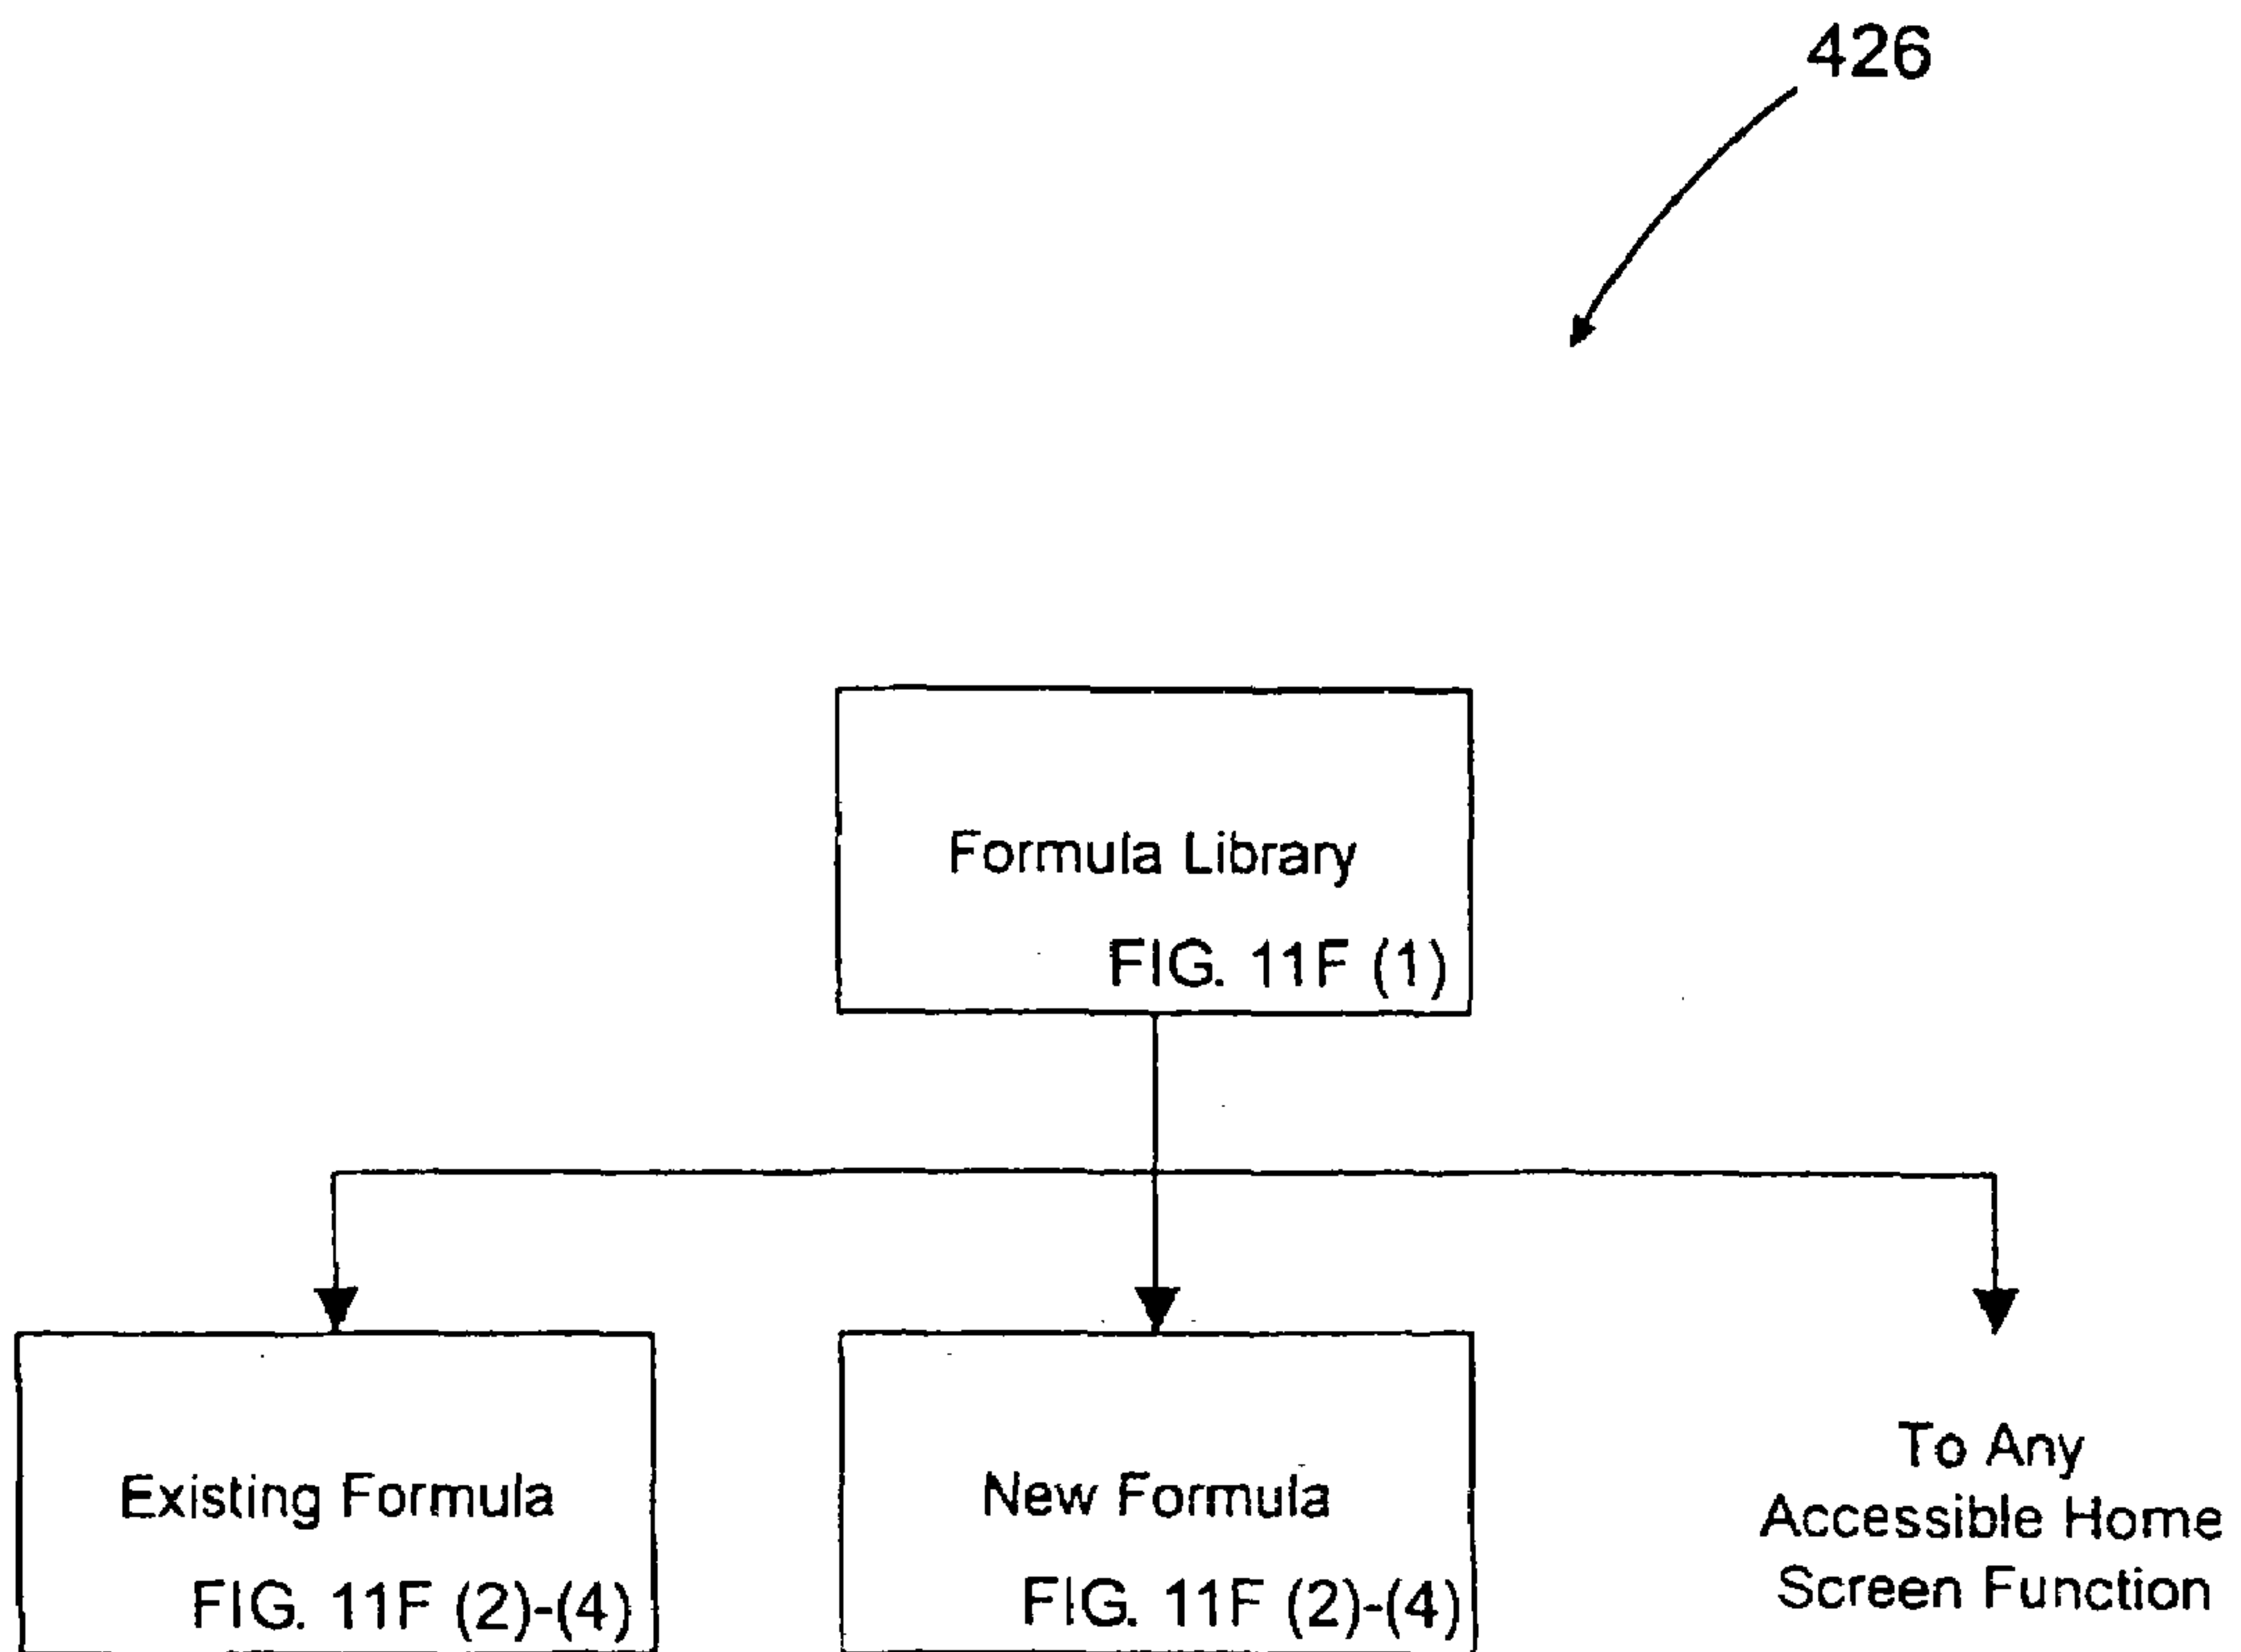 426
Formula Library
FIG. 11F (1)
Existing Formula
FIG. 11F (2)-(4)
New Formula
FIG. 11F (2)-(4)
To Any
Accessible Home
Screen Function